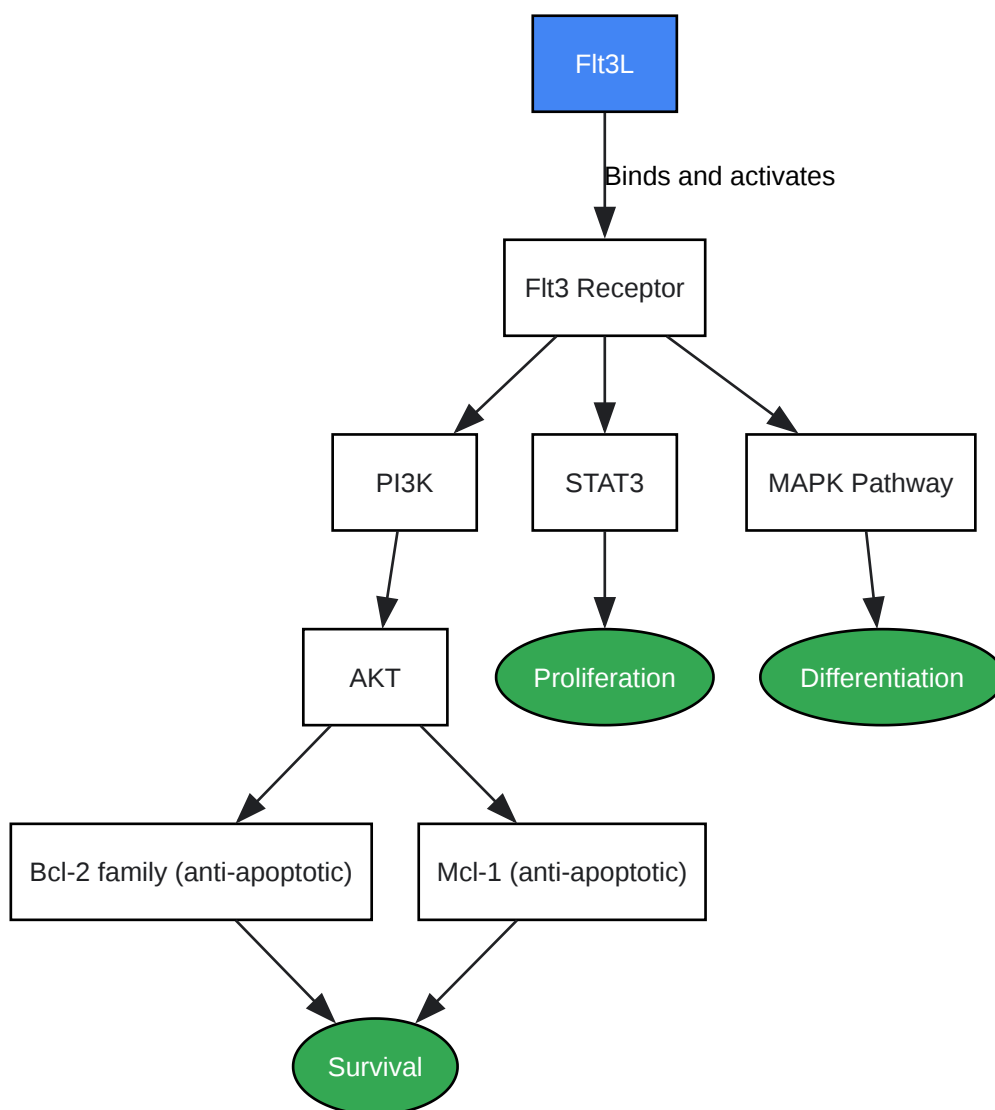 Flt3L
Binds and activates
Flt3 Receptor
PI3K
STAT3
MAPK Pathway
AKT
Proliferation
Differentiation
Bcl-2 family (anti-apoptotic)
Mcl-1 (anti-apoptotic)
Survival